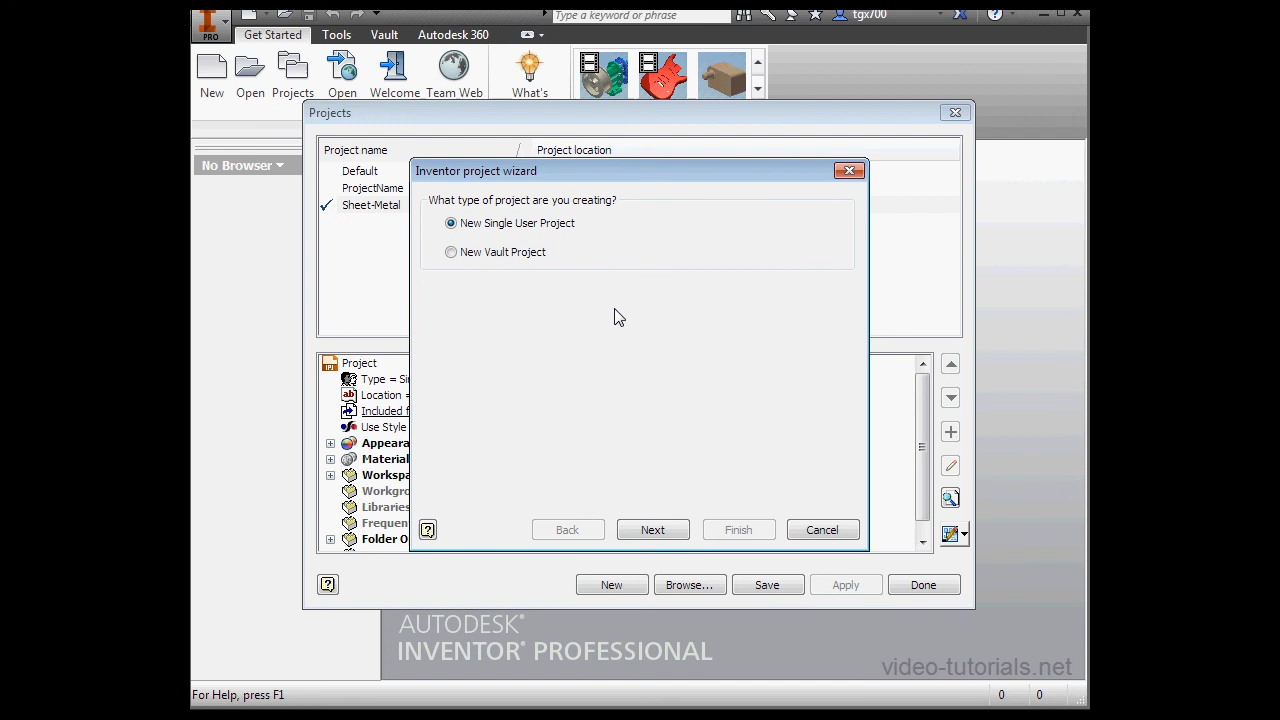 Type a keyword or phrase
tgx700
PRO
Get Started Tools Vault Autodesk 360
New Open Projects Open Welcome Team Web What's
Projects
Project name / Project location
No Browser
Default
ProjectName
Sheet-Metal
Inventor project wizard
What type of project are you creating?
New Single User Project
New Vault Project
Project
Type =
Location =
Included f
Use Style
Appeara
Material
Workspa
Workgro
Libraries
Frequen
Folder O
Back Next Finish Cancel
New Browse... Save Apply Done
AUTODESK®
INVENTOR® PROFESSIONAL
video-tutorials.net
For Help, press F1 0 0